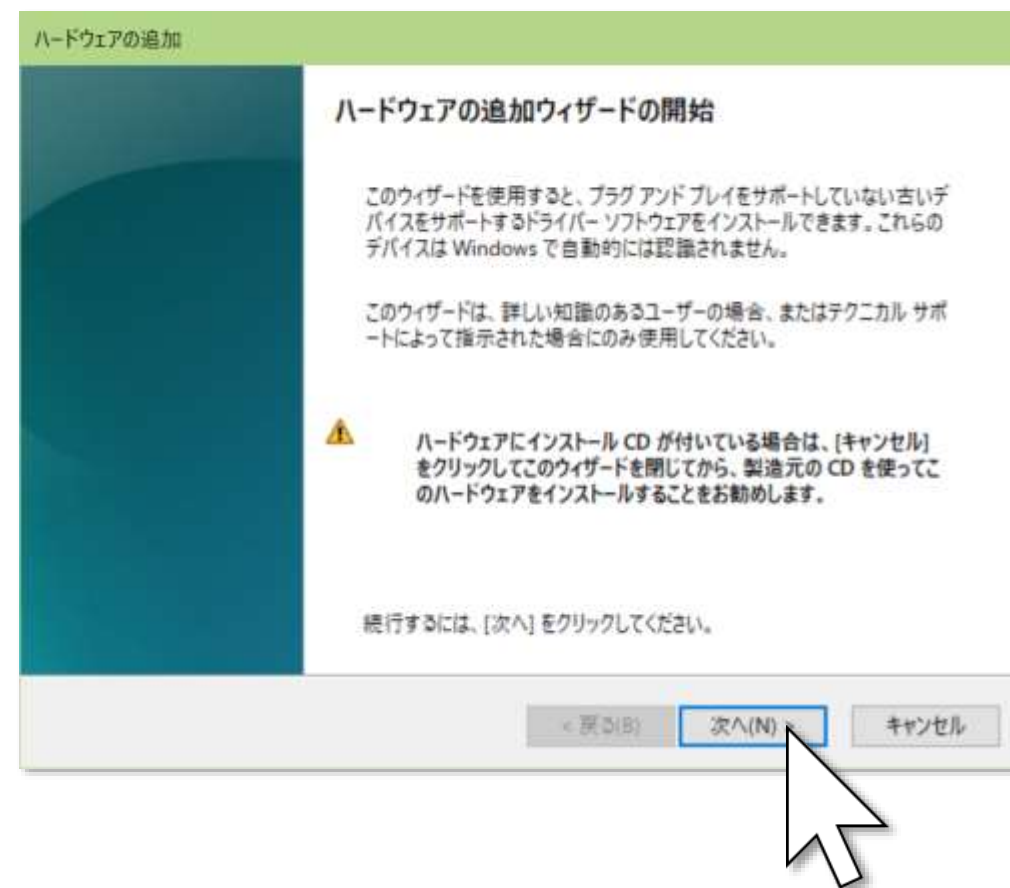 ハードウェアの追加
ハードウェアの追加ウィザードの開始
このウィザードを使用すると、プラグ アンド プレイをサポートしていない古いデ
バイスをサポートするドライバー ソフトウェアをインストールできます。これらの
デバイスは Windows で自動的には認識されません。
このウィザードは、詳しい知識のあるユーザーの場合、またはテクニカル サポ
ートによって指示された場合にのみ使用してください。
ハードウェアにインストール CD が付いている場合は、[キャンセル]
をクリックしてこのウィザードを閉じてから、製造元の CD を使ってこ
のハードウェアをインストールすることをお勧めします。
続行するには、[次へ] をクリックしてください。
< 戻る(B)
次へ(N) >
キャンセル